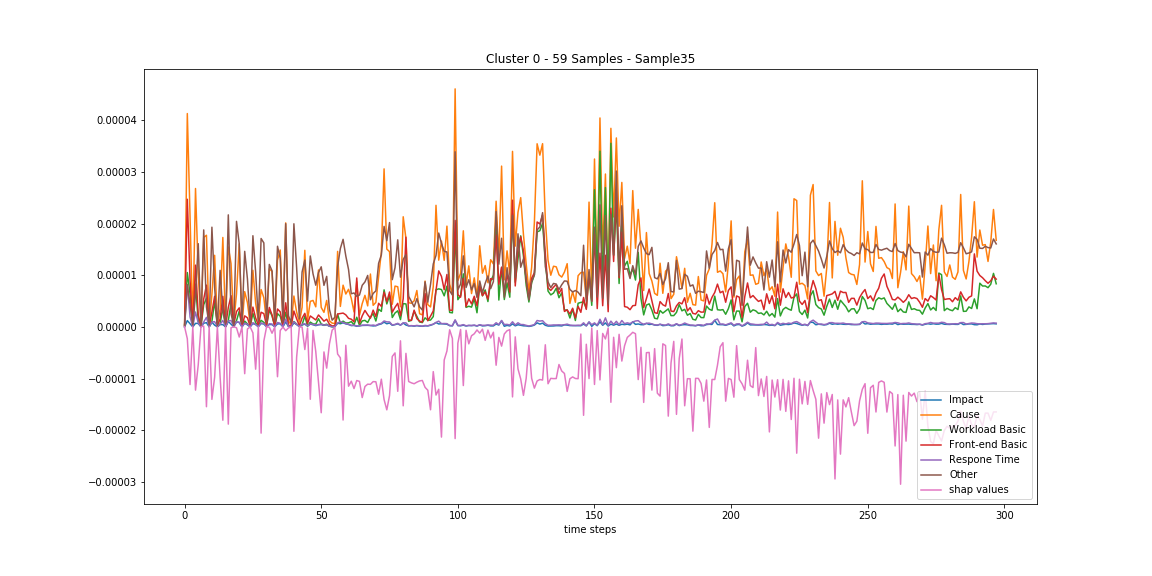 Cluster 0 - 59 Samples - Sample35
0.00004
0.00003
0.00002
0.00001
0.00000
−0.00001
−0.00002
−0.00003
0 50 100 150 200 250 300
time steps
Impact
Cause
Workload Basic
Front-end Basic
Respone Time
Other
shap values